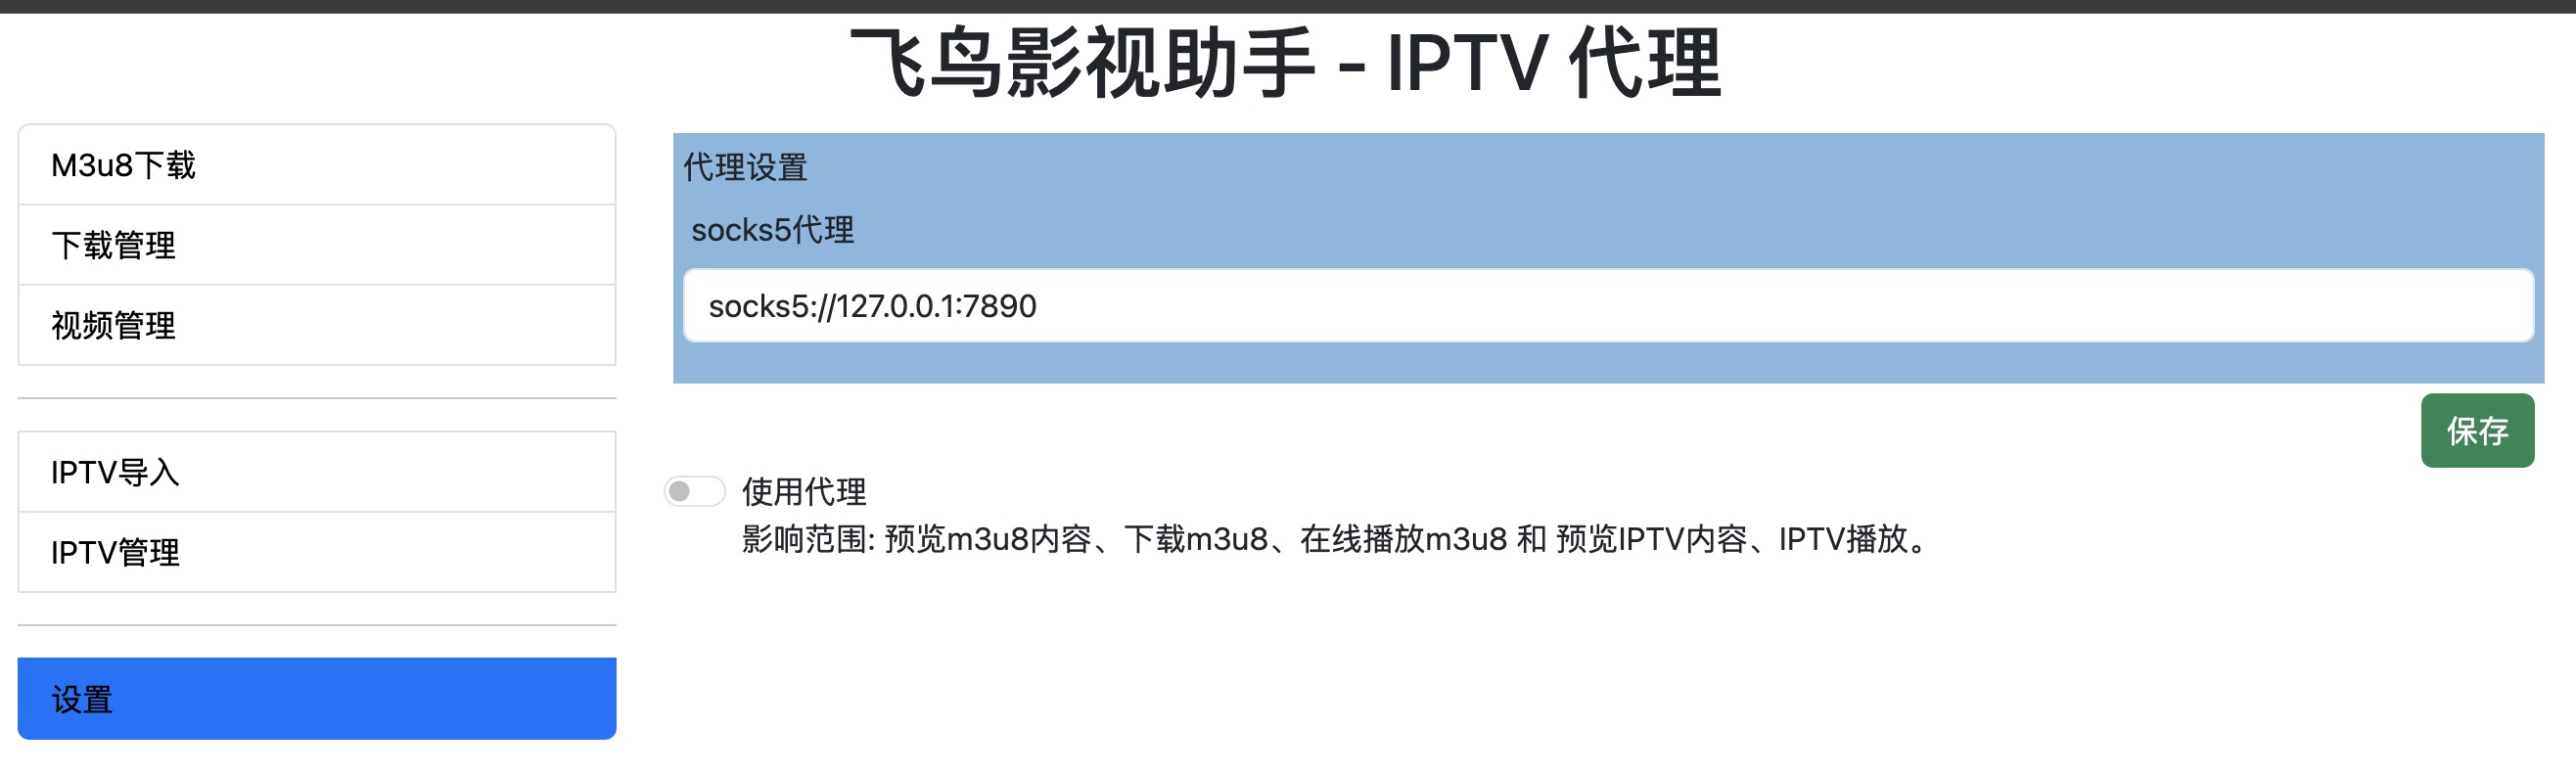 飞鸟影视助手 - IPTV 代理
M3u8下载
下载管理
视频管理
IPTV导入
IPTV管理
设置
代理设置
socks5代理
socks5://127.0.0.1:7890
保存
使用代理
影响范围: 预览m3u8内容、下载m3u8、在线播放m3u8 和 预览IPTV内容、IPTV播放。